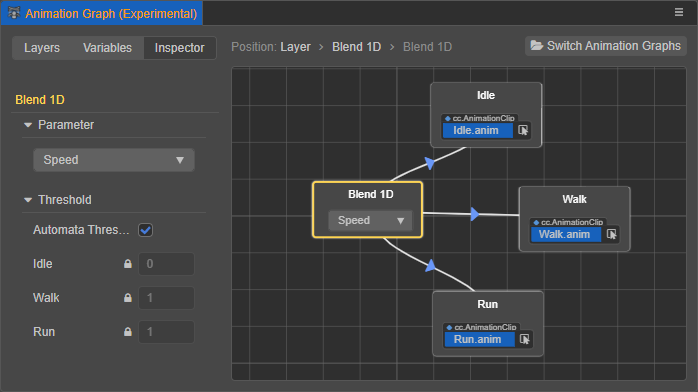 Animation Graph (Experimental)
Layers Variables Inspector
Position: Layer > Blend 1D > Blend 1D
Switch Animation Graphs
Blend 1D
Parameter
Speed
Threshold
Automata Thres...
Idle 0
Walk 1
Run 1
Idle
cc.AnimationClip
Idle.anim
Blend 1D
Speed
Walk
cc.AnimationClip
Walk.anim
Run
cc.AnimationClip
Run.anim